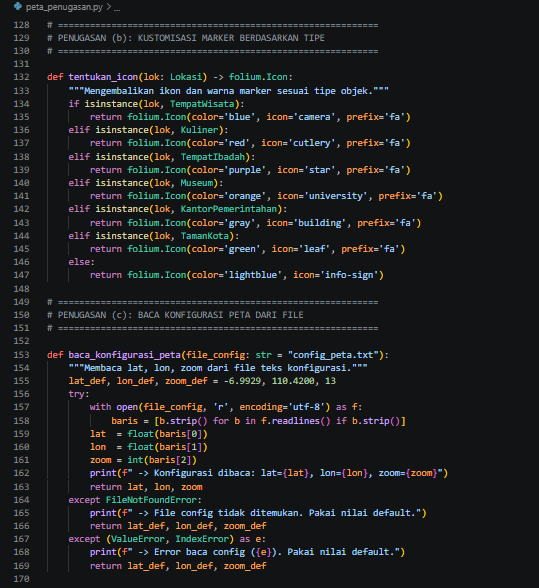 peta_penugasan.py > ...
128 # ============================================================
129 # PENUGASAN (b): KUSTOMISASI MARKER BERDASARKAN TIPE
130 # ============================================================
131
132 def tentukan_icon(lok: Lokasi) -> folium.Icon:
133     """Mengembalikan ikon dan warna marker sesuai tipe objek."""
134     if isinstance(lok, TempatWisata):
135         return folium.Icon(color='blue', icon='camera', prefix='fa')
136     elif isinstance(lok, Kuliner):
137         return folium.Icon(color='red', icon='cutlery', prefix='fa')
138     elif isinstance(lok, TempatIbadah):
139         return folium.Icon(color='purple', icon='star', prefix='fa')
140     elif isinstance(lok, Museum):
141         return folium.Icon(color='orange', icon='university', prefix='fa')
142     elif isinstance(lok, KantorPemerintahan):
143         return folium.Icon(color='gray', icon='building', prefix='fa')
144     elif isinstance(lok, TamanKota):
145         return folium.Icon(color='green', icon='leaf', prefix='fa')
146     else:
147         return folium.Icon(color='lightblue', icon='info-sign')
148
149 # ============================================================
150 # PENUGASAN (c): BACA KONFIGURASI PETA DARI FILE
151 # ============================================================
152
153 def baca_konfigurasi_peta(file_config: str = "config_peta.txt"):
154     """Membaca lat, lon, zoom dari file teks konfigurasi."""
155     lat_def, lon_def, zoom_def = -6.9929, 110.4200, 13
156     try:
157         with open(file_config, 'r', encoding='utf-8') as f:
158             baris = [b.strip() for b in f.readlines() if b.strip()]
159         lat  = float(baris[0])
160         lon  = float(baris[1])
161         zoom = int(baris[2])
162         print(f" -> Konfigurasi dibaca: lat={lat}, lon={lon}, zoom={zoom}")
163         return lat, lon, zoom
164     except FileNotFoundError:
165         print(f" -> File config tidak ditemukan. Pakai nilai default.")
166         return lat_def, lon_def, zoom_def
167     except (ValueError, IndexError) as e:
168         print(f" -> Error baca config ({e}). Pakai nilai default.")
169         return lat_def, lon_def, zoom_def
170